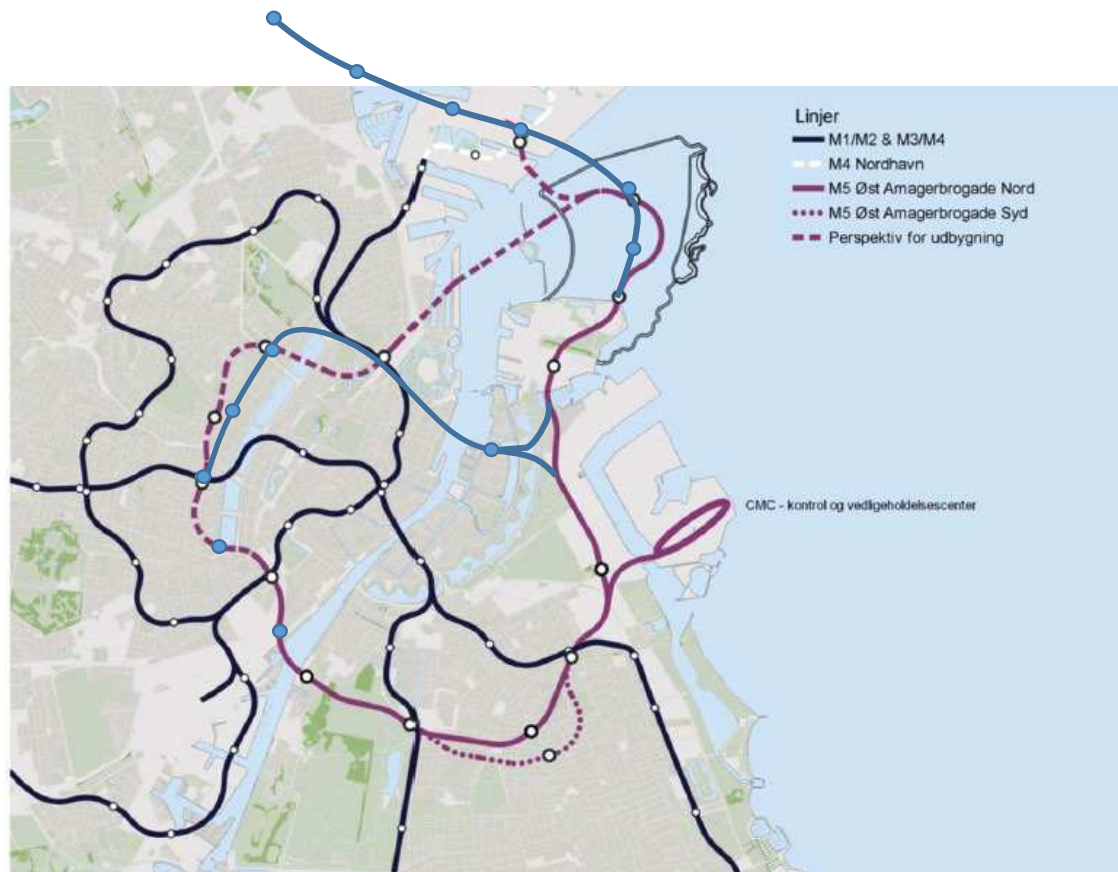 Linjer
M1/M2 & M3/M4
M4 Nordhavn
M5 Øst Amagerbrogade Nord
M5 Øst Amagerbrogade Syd
Perspektiv for udbygning
CMC - kontrol og vedligeholdelsescenter